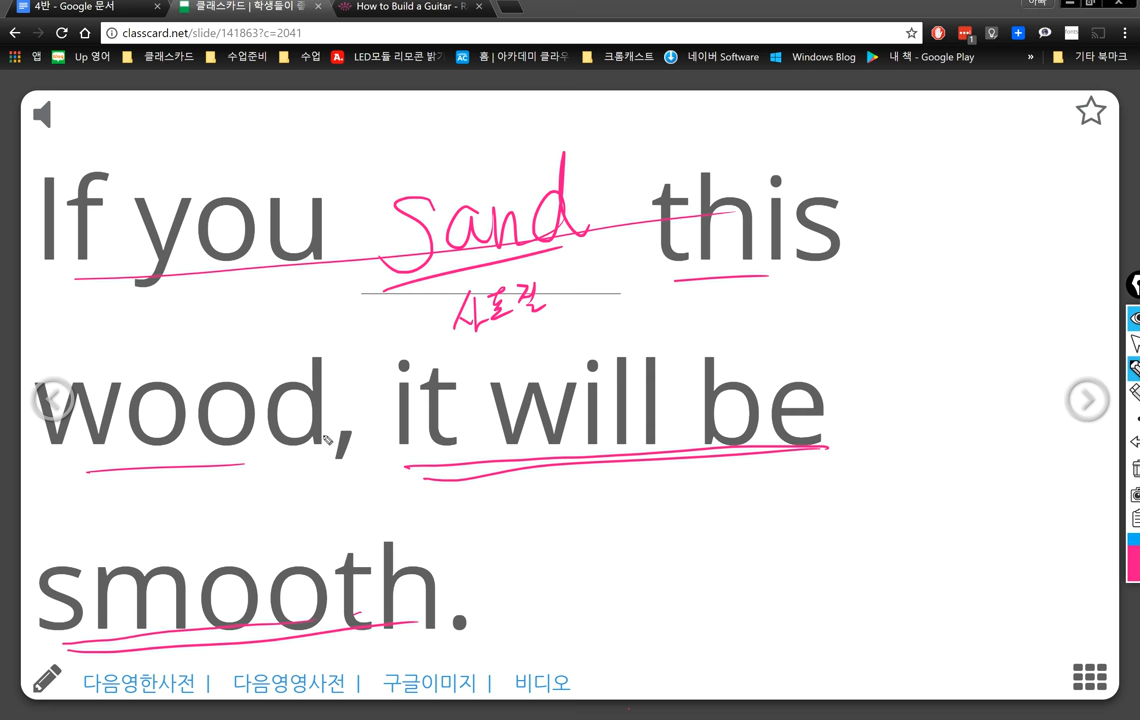 4반 - Google 문서
클래스카드 | 학생들이 즐
How to Build a Guitar - R
classcard.net/slide/141863?c=2041
앱 Up 영어 클래스카드 수업준비 수업 LED모듈 리모콘 밝기 홈 | 아카데미 클라우 크롬캐스트 네이버 Software Windows Blog 내 책 - Google Play » 기타 북마크
If you sand this
사포질
wood, it will be
smooth.
다음영한사전 | 다음영영사전 | 구글이미지 | 비디오